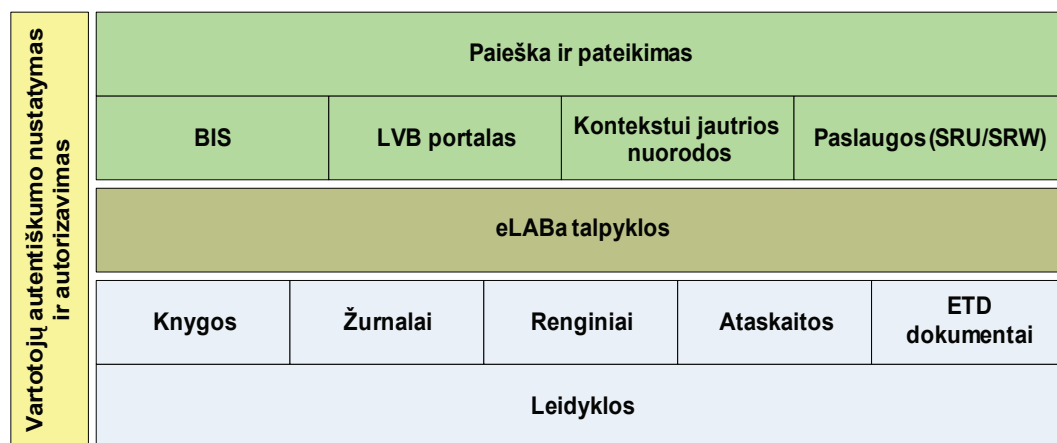 Vartotojų autentiškumo nustatymas
ir autorizavimas
Paieška ir pateikimas
BIS
LVB portalas
Kontekstui jautrios
nuorodos
Paslaugos (SRU/SRW)
eLABa talpyklos
Knygos
Žurnalai
Renginiai
Ataskaitos
ETD
dokumentai
Leidyklos